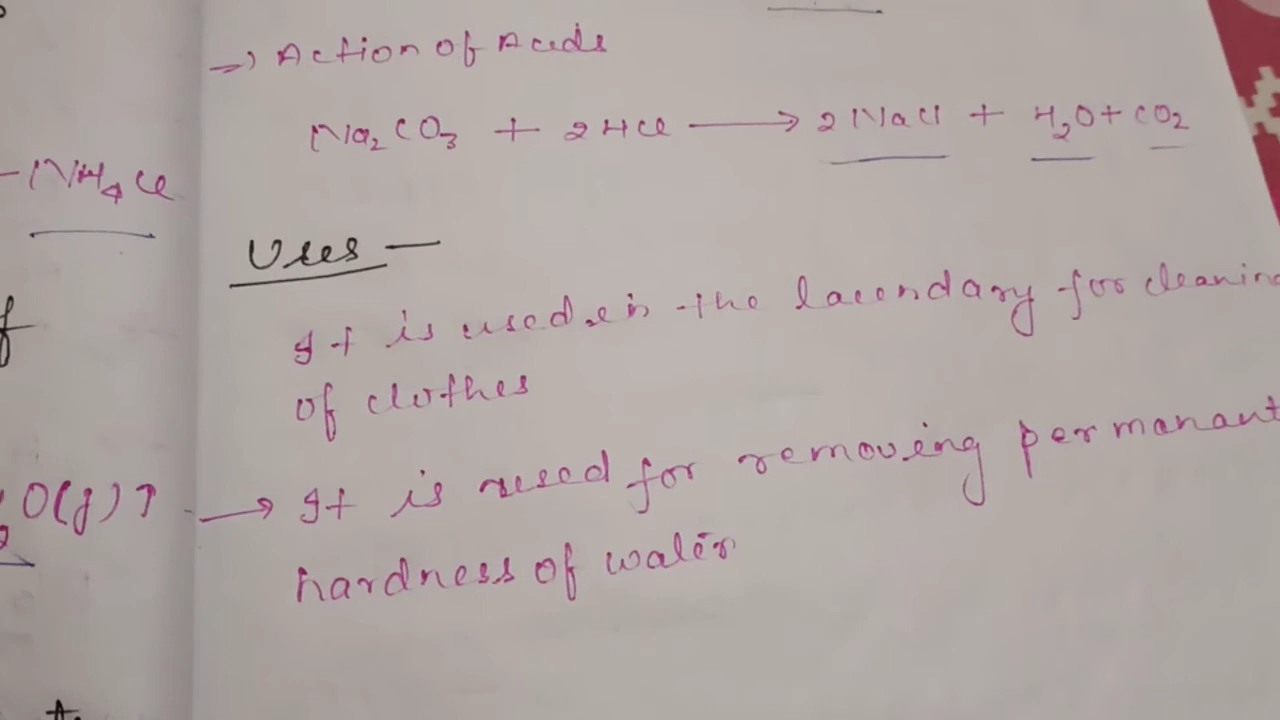 → Action of Acids
Na₂CO₃ + 2HCl ⟶ 2NaCl + H₂O + CO₂
NH₄Cl
Uses —
It is used in the lacondary for cleaning
of clothes
O(g)↑
→ It is used for removing permanant
hardness of water